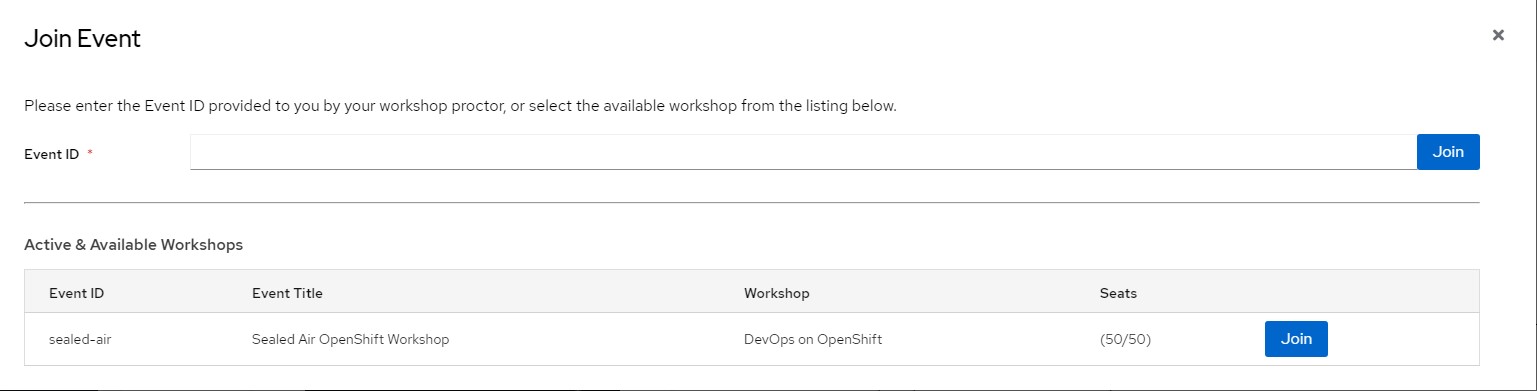 Join Event
×
Please enter the Event ID provided to you by your workshop proctor, or select the available workshop from the listing below.
Event ID * Join
Active & Available Workshops
Event ID Event Title Workshop Seats
sealed-air Sealed Air OpenShift Workshop DevOps on OpenShift (50/50) Join